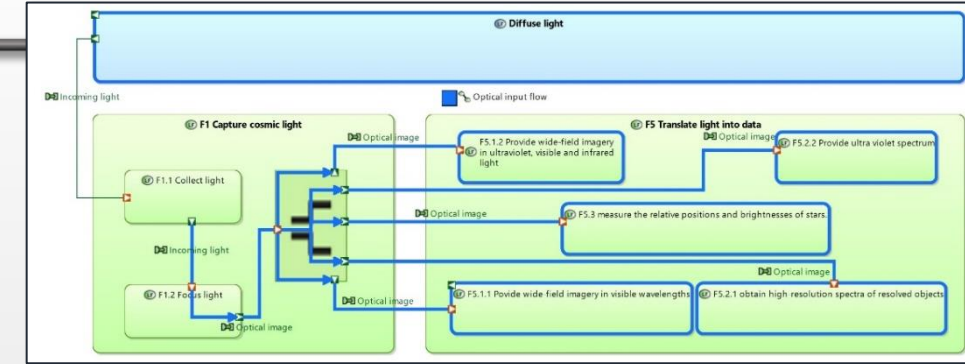 Diffuse light
Incoming light
Optical input flow
F1 Capture cosmic light
F5 Translate light into data
Optical image
F5.1.2 Provide wide-field imagery
in ultraviolet, visible and infrared
light
Optical image
F5.2.2 Provide ultra violet spectrum
F1.1 Collect light
Optical image
F5.3 measure the relative positions and brightnesses of stars.
Incoming light
Optical image
F1.2 Focus light
Optical image
F5.1.1 Povide wide field imagery in visible wavelengths
F5.2.1 obtain high resolution spectra of resolved objects
Optical image